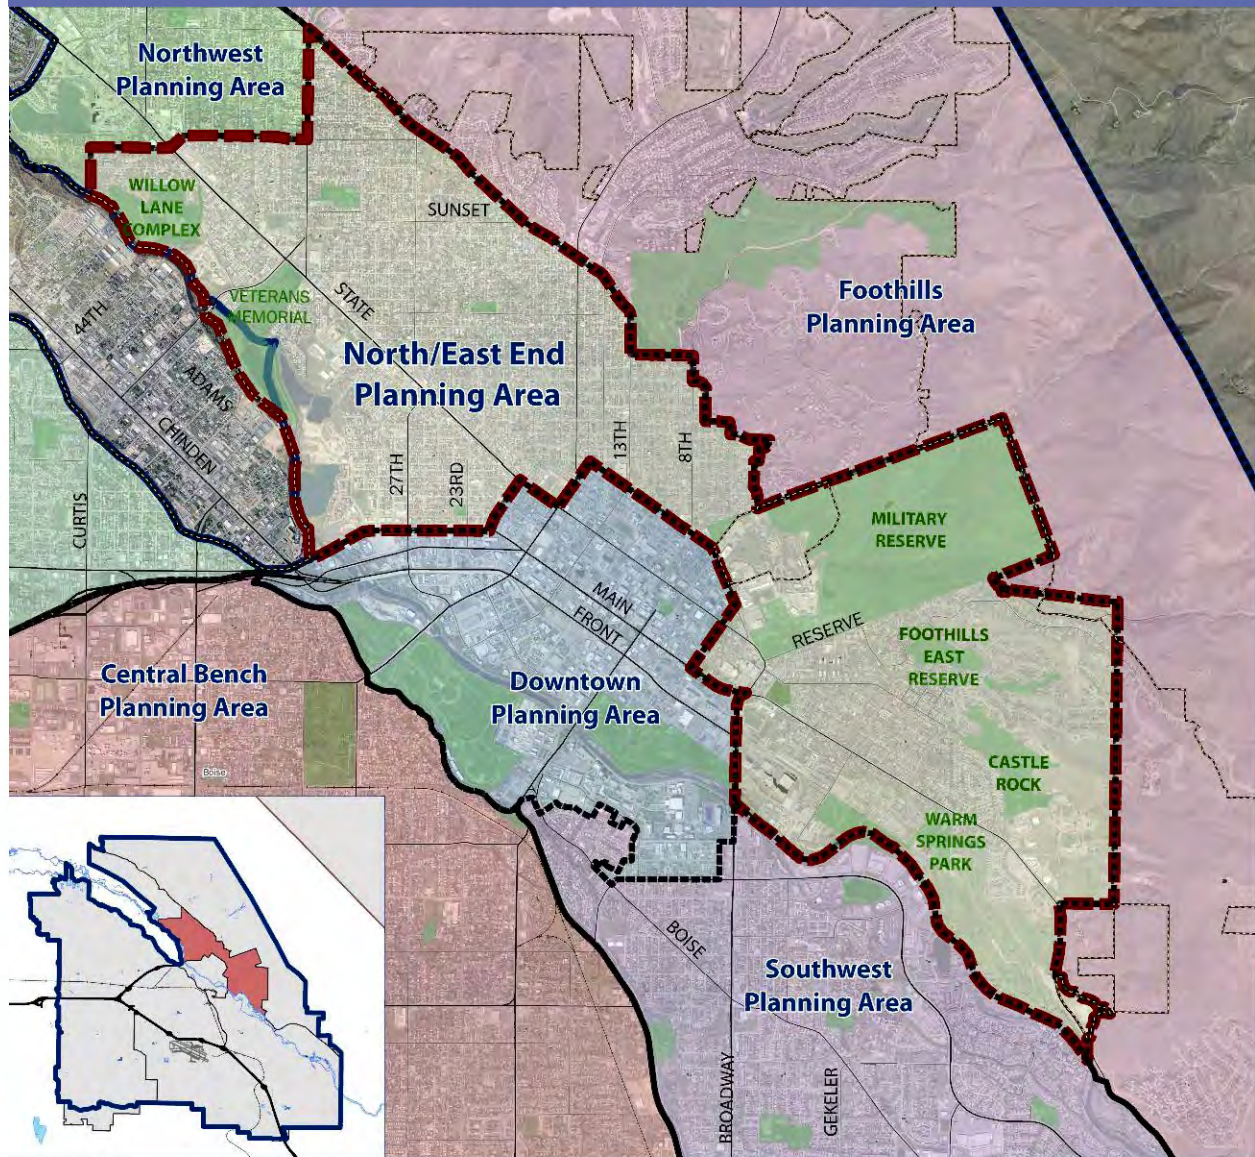 Northwest
Planning Area
WILLOW
LANE
COMPLEX
SUNSET
VETERANS
MEMORIAL
STATE
44TH
ADAMS
CHINDEN
CURTIS
North/East End
Planning Area
Foothills
Planning Area
27TH
23RD
13TH
8TH
MILITARY
RESERVE
MAIN
FRONT
RESERVE
FOOTHILLS
EAST
RESERVE
Central Bench
Planning Area
Downtown
Planning Area
Boise
CASTLE
ROCK
WARM
SPRINGS
PARK
BOISE
Southwest
Planning Area
BROADWAY
GEKELER